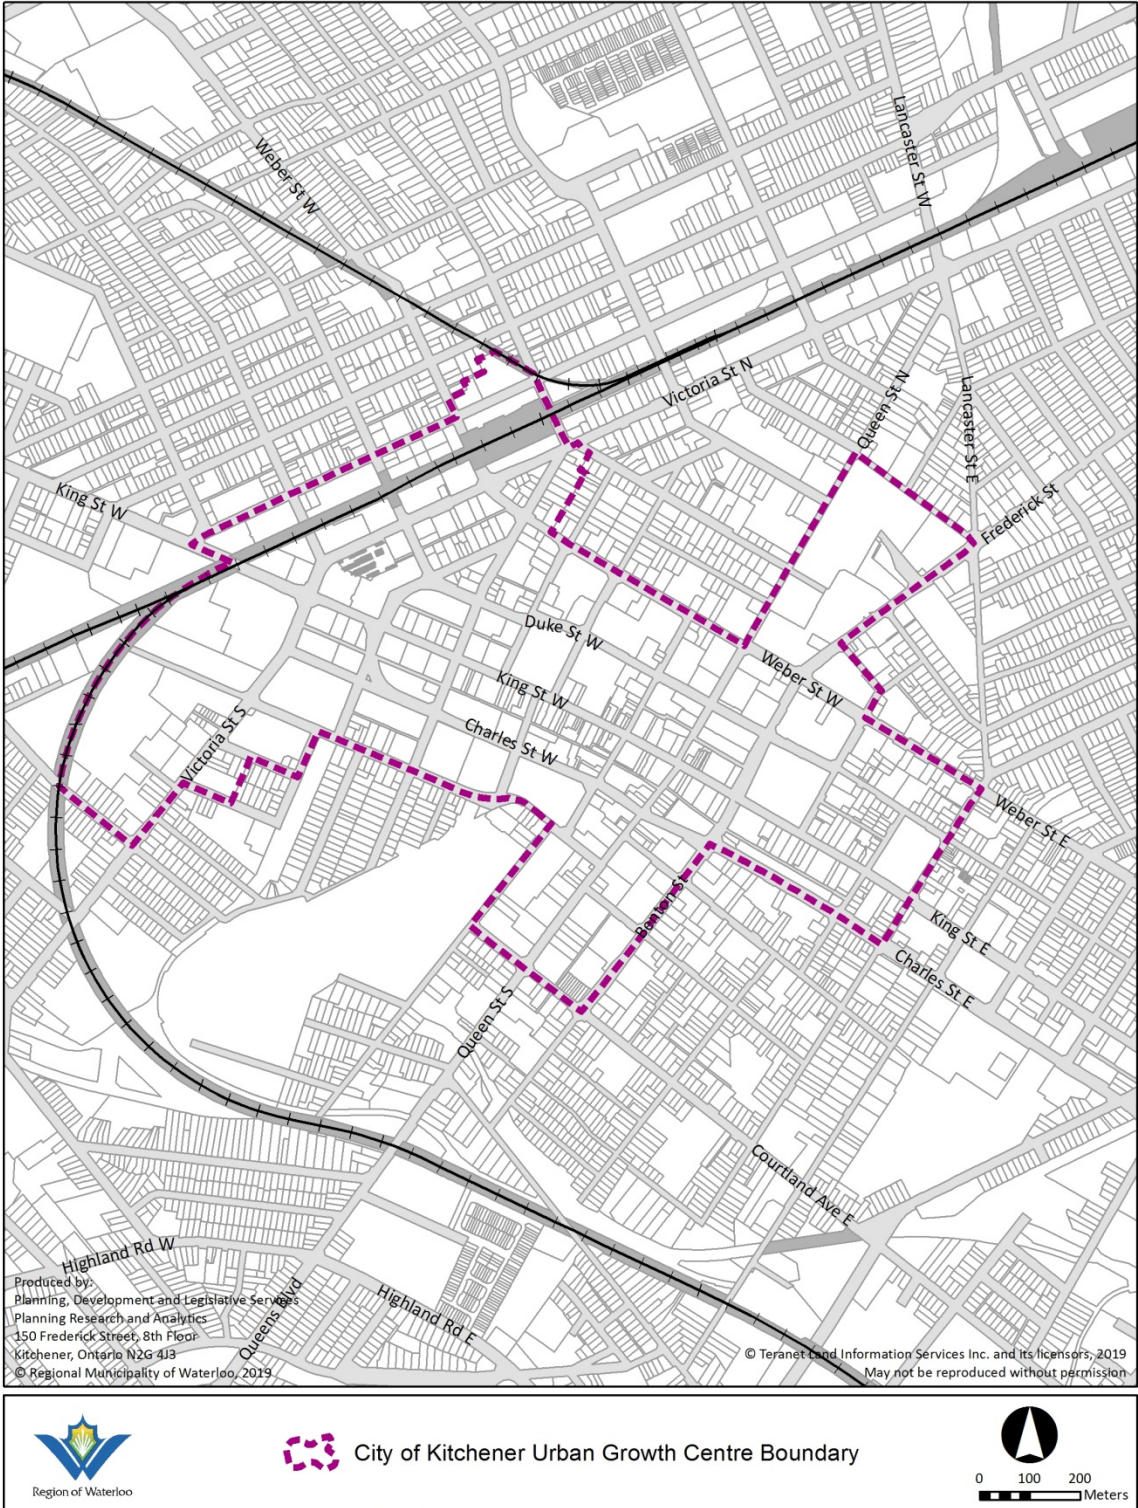 Weber St W
Lancaster St W
Victoria St N
Queen St N
Lancaster St E
Frederick St
King St W
Duke St W
King St W
Weber St W
Charles St W
Victoria St S
Weber St E
Benton St
King St E
Charles St E
Queen St S
Courtland Ave E
Highland Rd W
Queens Blvd
Highland Rd E
Produced by:
Planning, Development and Legislative Services
Planning Research and Analytics
150 Frederick Street, 8th Floor
Kitchener, Ontario N2G 4J3
© Regional Municipality of Waterloo, 2019
© Teranet Land Information Services Inc. and its licensors, 2019
May not be reproduced without permission
Region of Waterloo
City of Kitchener Urban Growth Centre Boundary
0 100 200
Meters